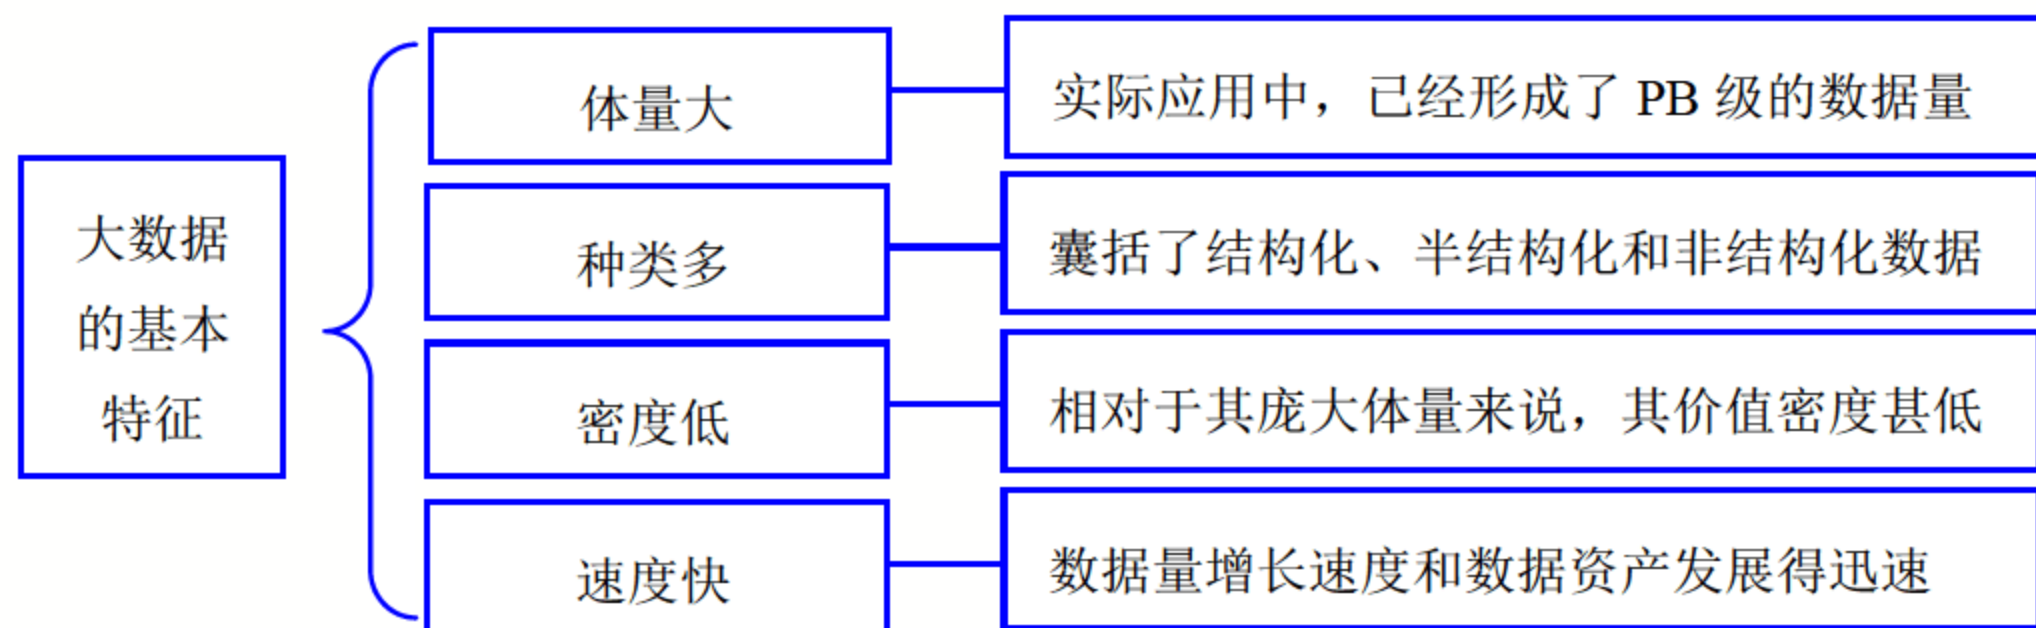 大数据
的基本
特征
体量大
实际应用中，已经形成了 PB 级的数据量
种类多
囊括了结构化、半结构化和非结构化数据
密度低
相对于其庞大体量来说，其价值密度甚低
速度快
数据量增长速度和数据资产发展得迅速